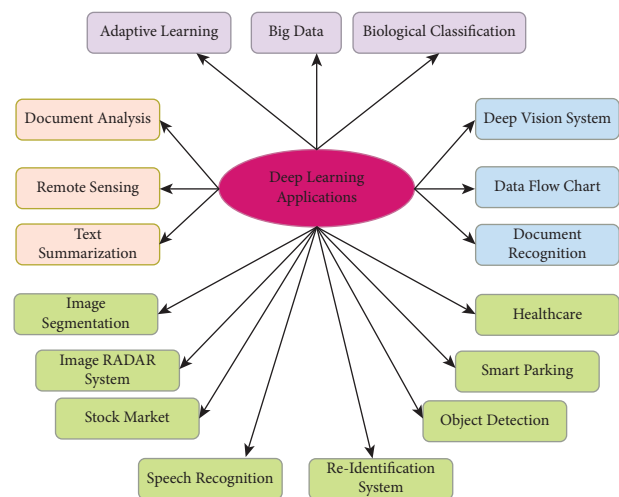 Adaptive Learning
Big Data
Biological Classification
Document Analysis
Deep Vision System
Deep Learning
Applications
Remote Sensing
Data Flow Chart
Text
Summarization
Document
Recognition
Image
Segmentation
Healthcare
Image RADAR
System
Smart Parking
Stock Market
Object Detection
Speech Recognition
Re-Identification
System